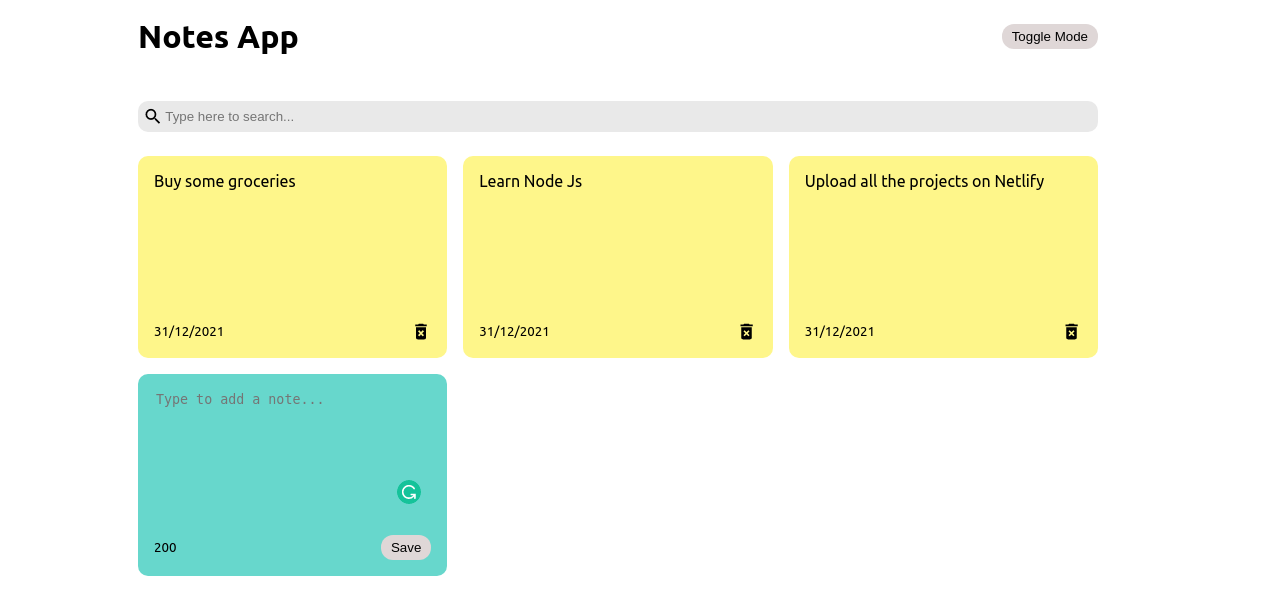 Notes App
Toggle Mode
Type here to search...
Buy some groceries
31/12/2021
Learn Node Js
31/12/2021
Upload all the projects on Netlify
31/12/2021
Type to add a note...
200
Save